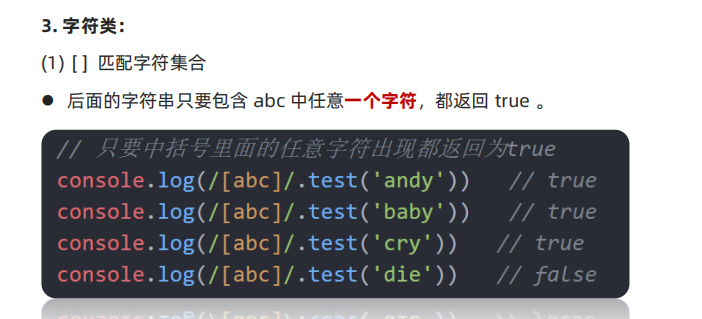 3. 字符类：
(1) [ ] 匹配字符集合
● 后面的字符串只要包含 abc 中任意一个字符，都返回 true 。
// 只要中括号里面的任意字符出现都返回为true
console.log(/[abc]/.test('andy'))   // true
console.log(/[abc]/.test('baby'))   // true
console.log(/[abc]/.test('cry'))   // true
console.log(/[abc]/.test('die'))   // false